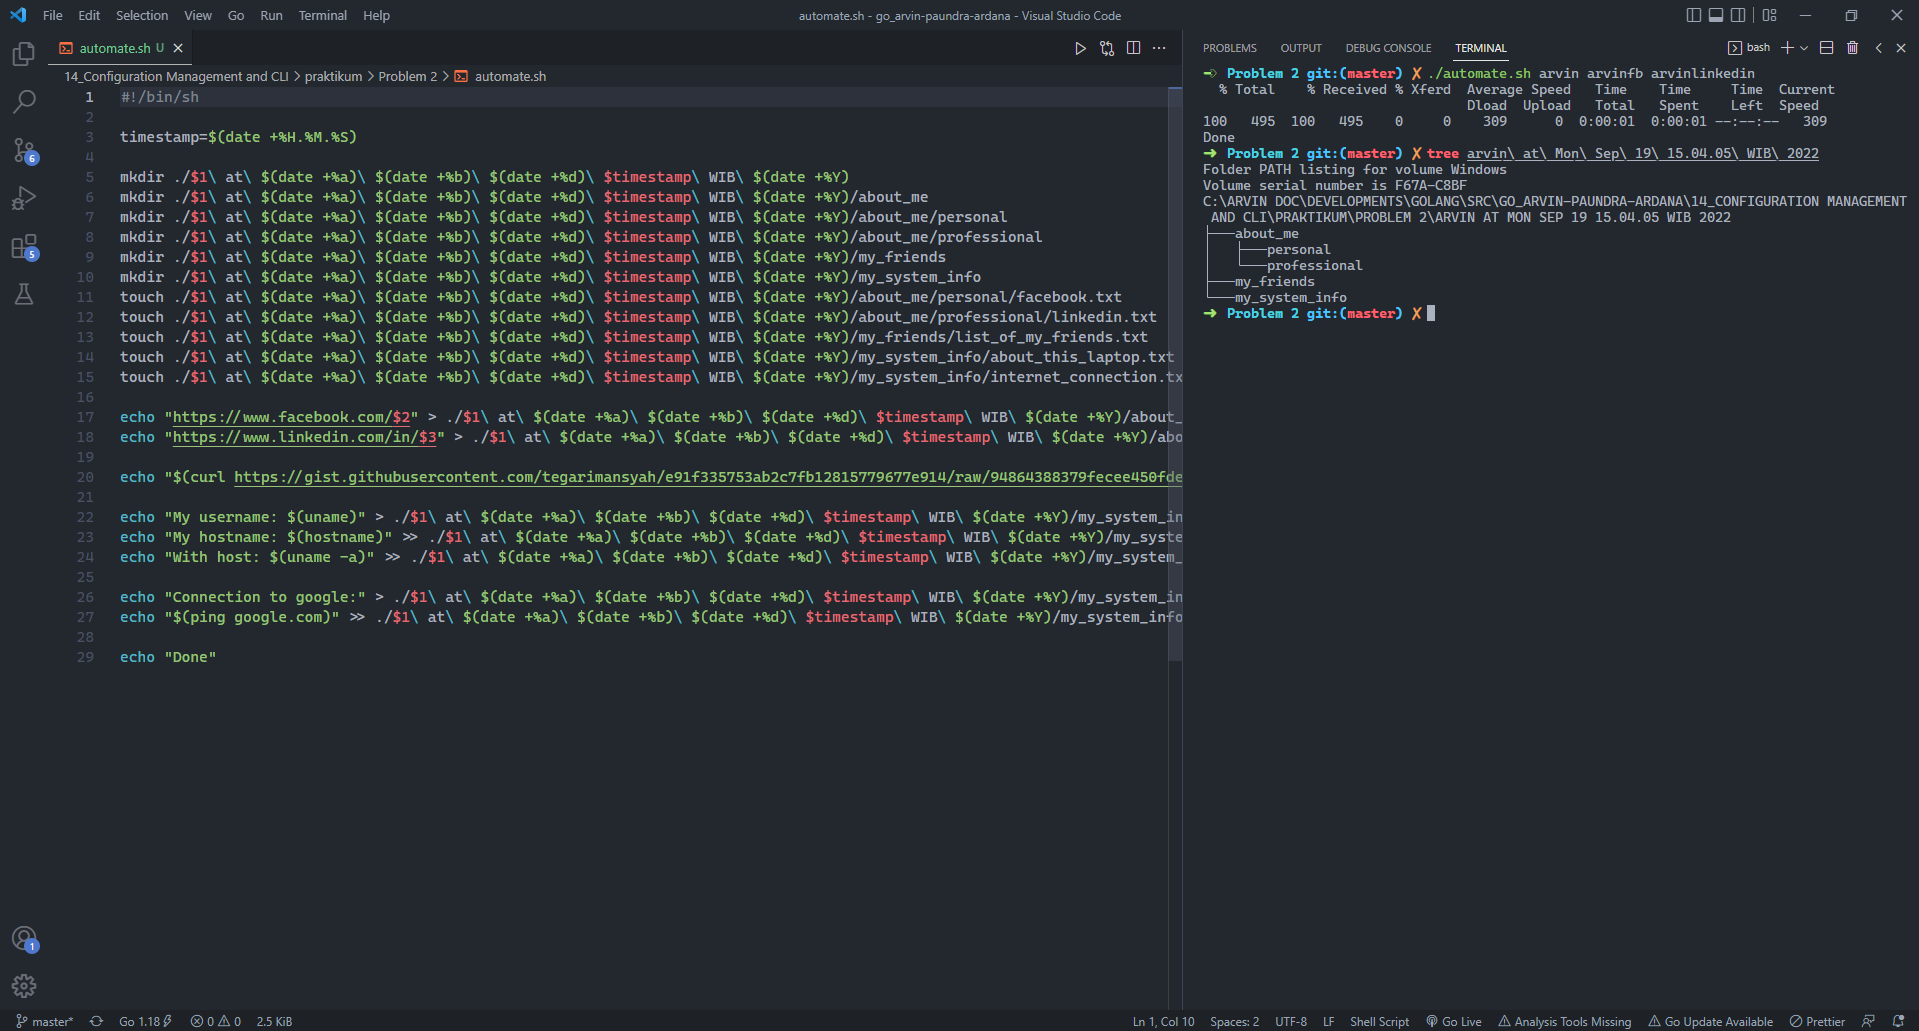 File Edit Selection View Go Run Terminal Help
automate.sh - go_arvin-paundra-ardana - Visual Studio Code
automate.sh U
14_Configuration Management and CLI > praktikum > Problem 2 > automate.sh
1 #!/bin/sh
2
3 timestamp=$(date +%H.%M.%S)
4
5 mkdir ./$1\ at\ $(date +%a)\ $(date +%b)\ $(date +%d)\ $timestamp\ WIB\ $(date +%Y)
6 mkdir ./$1\ at\ $(date +%a)\ $(date +%b)\ $(date +%d)\ $timestamp\ WIB\ $(date +%Y)/about_me
7 mkdir ./$1\ at\ $(date +%a)\ $(date +%b)\ $(date +%d)\ $timestamp\ WIB\ $(date +%Y)/about_me/personal
8 mkdir ./$1\ at\ $(date +%a)\ $(date +%b)\ $(date +%d)\ $timestamp\ WIB\ $(date +%Y)/about_me/professional
9 mkdir ./$1\ at\ $(date +%a)\ $(date +%b)\ $(date +%d)\ $timestamp\ WIB\ $(date +%Y)/my_friends
10 mkdir ./$1\ at\ $(date +%a)\ $(date +%b)\ $(date +%d)\ $timestamp\ WIB\ $(date +%Y)/my_system_info
11 touch ./$1\ at\ $(date +%a)\ $(date +%b)\ $(date +%d)\ $timestamp\ WIB\ $(date +%Y)/about_me/personal/facebook.txt
12 touch ./$1\ at\ $(date +%a)\ $(date +%b)\ $(date +%d)\ $timestamp\ WIB\ $(date +%Y)/about_me/professional/linkedin.txt
13 touch ./$1\ at\ $(date +%a)\ $(date +%b)\ $(date +%d)\ $timestamp\ WIB\ $(date +%Y)/my_friends/list_of_my_friends.txt
14 touch ./$1\ at\ $(date +%a)\ $(date +%b)\ $(date +%d)\ $timestamp\ WIB\ $(date +%Y)/my_system_info/about_this_laptop.txt
15 touch ./$1\ at\ $(date +%a)\ $(date +%b)\ $(date +%d)\ $timestamp\ WIB\ $(date +%Y)/my_system_info/internet_connection.tx
16
17 echo "https://www.facebook.com/$2" > ./$1\ at\ $(date +%a)\ $(date +%b)\ $(date +%d)\ $timestamp\ WIB\ $(date +%Y)/about_
18 echo "https://www.linkedin.com/in/$3" > ./$1\ at\ $(date +%a)\ $(date +%b)\ $(date +%d)\ $timestamp\ WIB\ $(date +%Y)/abo
19
20 echo "$(curl https://gist.githubusercontent.com/tegarimansyah/e91f335753ab2c7fb12815779677e914/raw/94864388379fecee450fde
21
22 echo "My username: $(uname)" > ./$1\ at\ $(date +%a)\ $(date +%b)\ $(date +%d)\ $timestamp\ WIB\ $(date +%Y)/my_system_in
23 echo "My hostname: $(hostname)" >> ./$1\ at\ $(date +%a)\ $(date +%b)\ $(date +%d)\ $timestamp\ WIB\ $(date +%Y)/my_syste
24 echo "With host: $(uname -a)" >> ./$1\ at\ $(date +%a)\ $(date +%b)\ $(date +%d)\ $timestamp\ WIB\ $(date +%Y)/my_system_
25
26 echo "Connection to google:" > ./$1\ at\ $(date +%a)\ $(date +%b)\ $(date +%d)\ $timestamp\ WIB\ $(date +%Y)/my_system_in
27 echo "$(ping google.com)" >> ./$1\ at\ $(date +%a)\ $(date +%b)\ $(date +%d)\ $timestamp\ WIB\ $(date +%Y)/my_system_info
28
29 echo "Done"
PROBLEMS OUTPUT DEBUG CONSOLE TERMINAL bash
➜ Problem 2 git:(master) ✗ ./automate.sh arvin arvinfb arvinlinkedin
% Total % Received % Xferd Average Speed Time Time Time Current
Dload Upload Total Spent Left Speed
100 495 100 495 0 0 309 0 0:00:01 0:00:01 --:--:-- 309
Done
➜ Problem 2 git:(master) ✗ tree arvin\ at\ Mon\ Sep\ 19\ 15.04.05\ WIB\ 2022
Folder PATH listing for volume Windows
Volume serial number is F67A-C8BF
C:\ARVIN DOC\DEVELOPMENTS\GOLANG\SRC\GO_ARVIN-PAUNDRA-ARDANA\14_CONFIGURATION MANAGEMENT
AND CLI\PRAKTIKUM\PROBLEM 2\ARVIN AT MON SEP 19 15.04.05 WIB 2022
├───about_me
│   ├───personal
│   └───professional
├───my_friends
└───my_system_info
➜ Problem 2 git:(master) ✗
6
5
1
master* Go 1.18 0 0 2.5 KiB Ln 1, Col 10 Spaces: 2 UTF-8 LF Shell Script Go Live Analysis Tools Missing Go Update Available Prettier